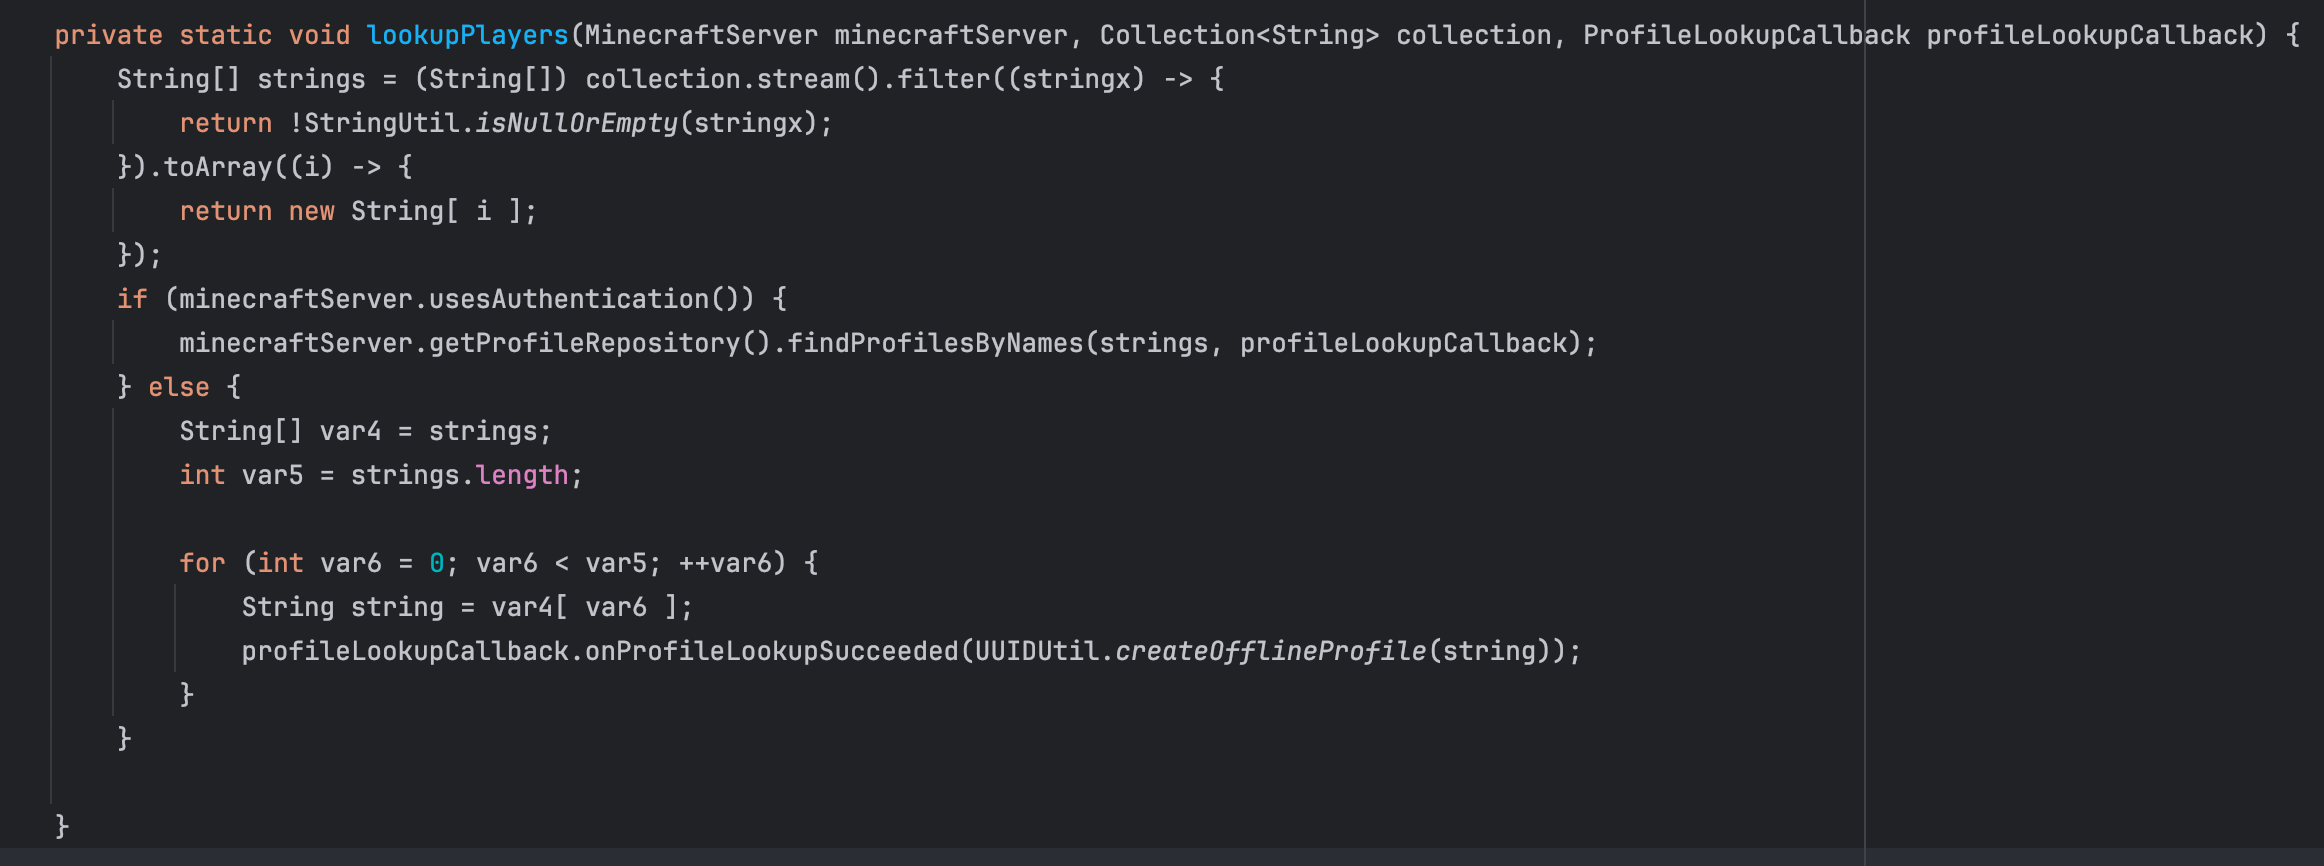 private static void lookupPlayers(MinecraftServer minecraftServer, Collection<String> collection, ProfileLookupCallback profileLookupCallback) {
    String[] strings = (String[]) collection.stream().filter((stringx) -> {
        return !StringUtil.isNullOrEmpty(stringx);
    }).toArray((i) -> {
        return new String[ i ];
    });
    if (minecraftServer.usesAuthentication()) {
        minecraftServer.getProfileRepository().findProfilesByNames(strings, profileLookupCallback);
    } else {
        String[] var4 = strings;
        int var5 = strings.length;

        for (int var6 = 0; var6 < var5; ++var6) {
            String string = var4[ var6 ];
            profileLookupCallback.onProfileLookupSucceeded(UUIDUtil.createOfflineProfile(string));
        }
    }

}